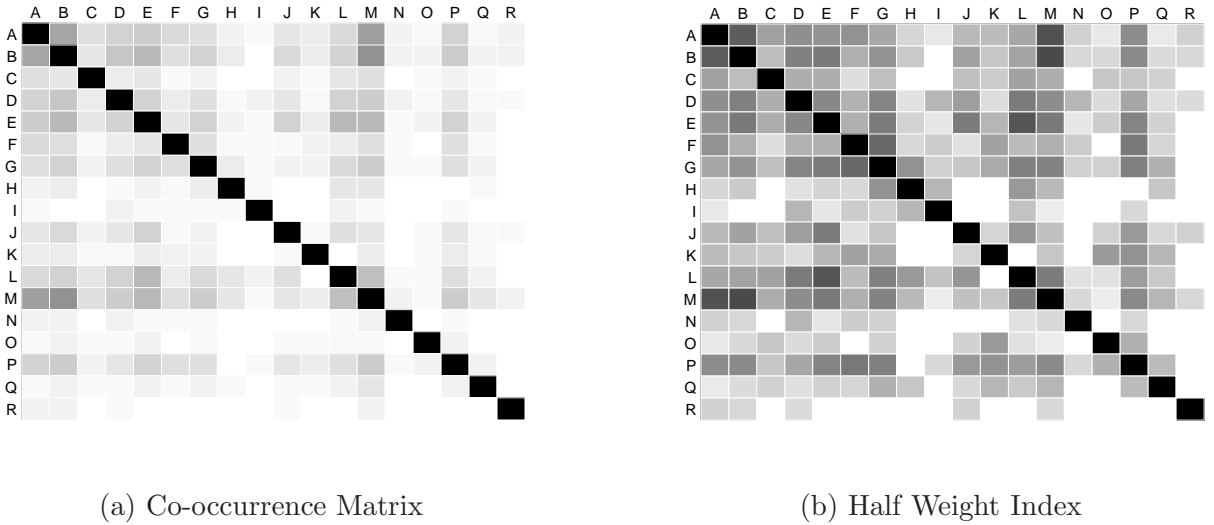 A B C D E F G H I J K L M N O P Q R
A
B
C
D
E
F
G
H
I
J
K
L
M
N
O
P
Q
R
(a) Co-occurrence Matrix
A B C D E F G H I J K L M N O P Q R
A
B
C
D
E
F
G
H
I
J
K
L
M
N
O
P
Q
R
(b) Half Weight Index